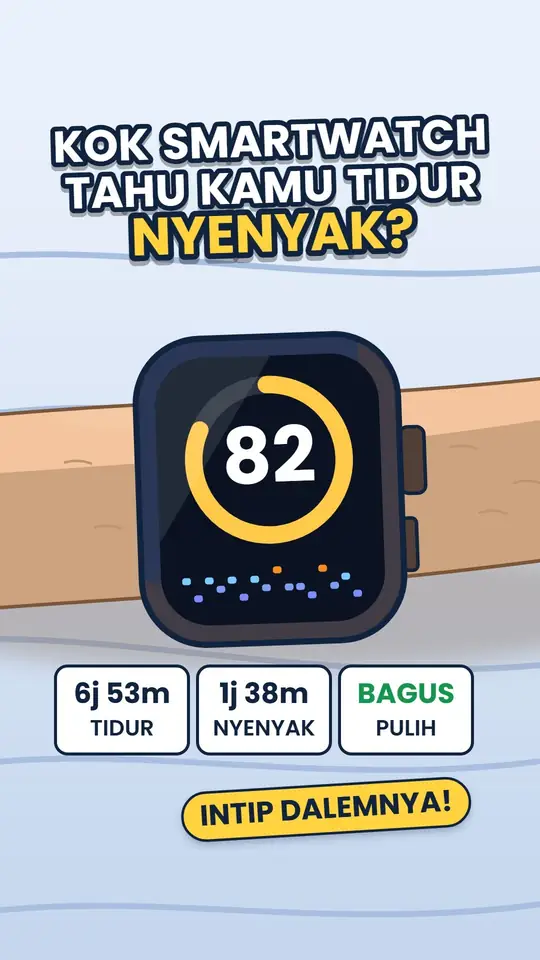 KOK SMARTWATCH
TAHU KAMU TIDUR
NYENYAK?
82
6j 53m
TIDUR
1j 38m
NYENYAK
BAGUS
PULIH
INTIP DALEMNYA!